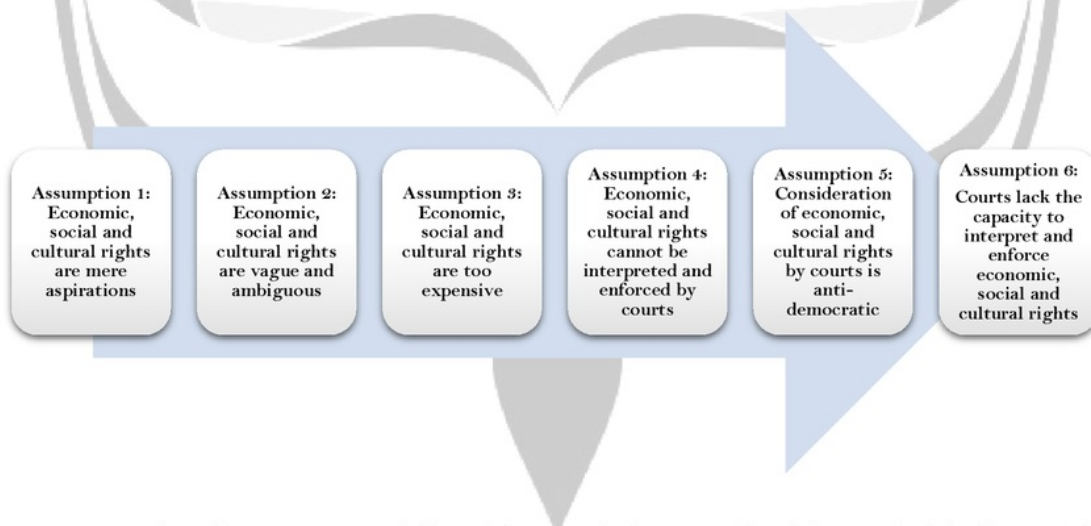 Assumption 1:
Economic,
social and
cultural rights
are mere
aspirations
Assumption 2:
Economic,
social and
cultural rights
are vague and
ambiguous
Assumption 3:
Economic,
social and
cultural rights
are too
expensive
Assumption 4:
Economic,
social and
cultural rights
cannot be
interpreted and
enforced by
courts
Assumption 5:
Consideration
of economic,
social and
cultural rights
by courts is
anti-
democratic
Assumption 6:
Courts lack the
capacity to
interpret and
enforce
economic,
social and
cultural rights